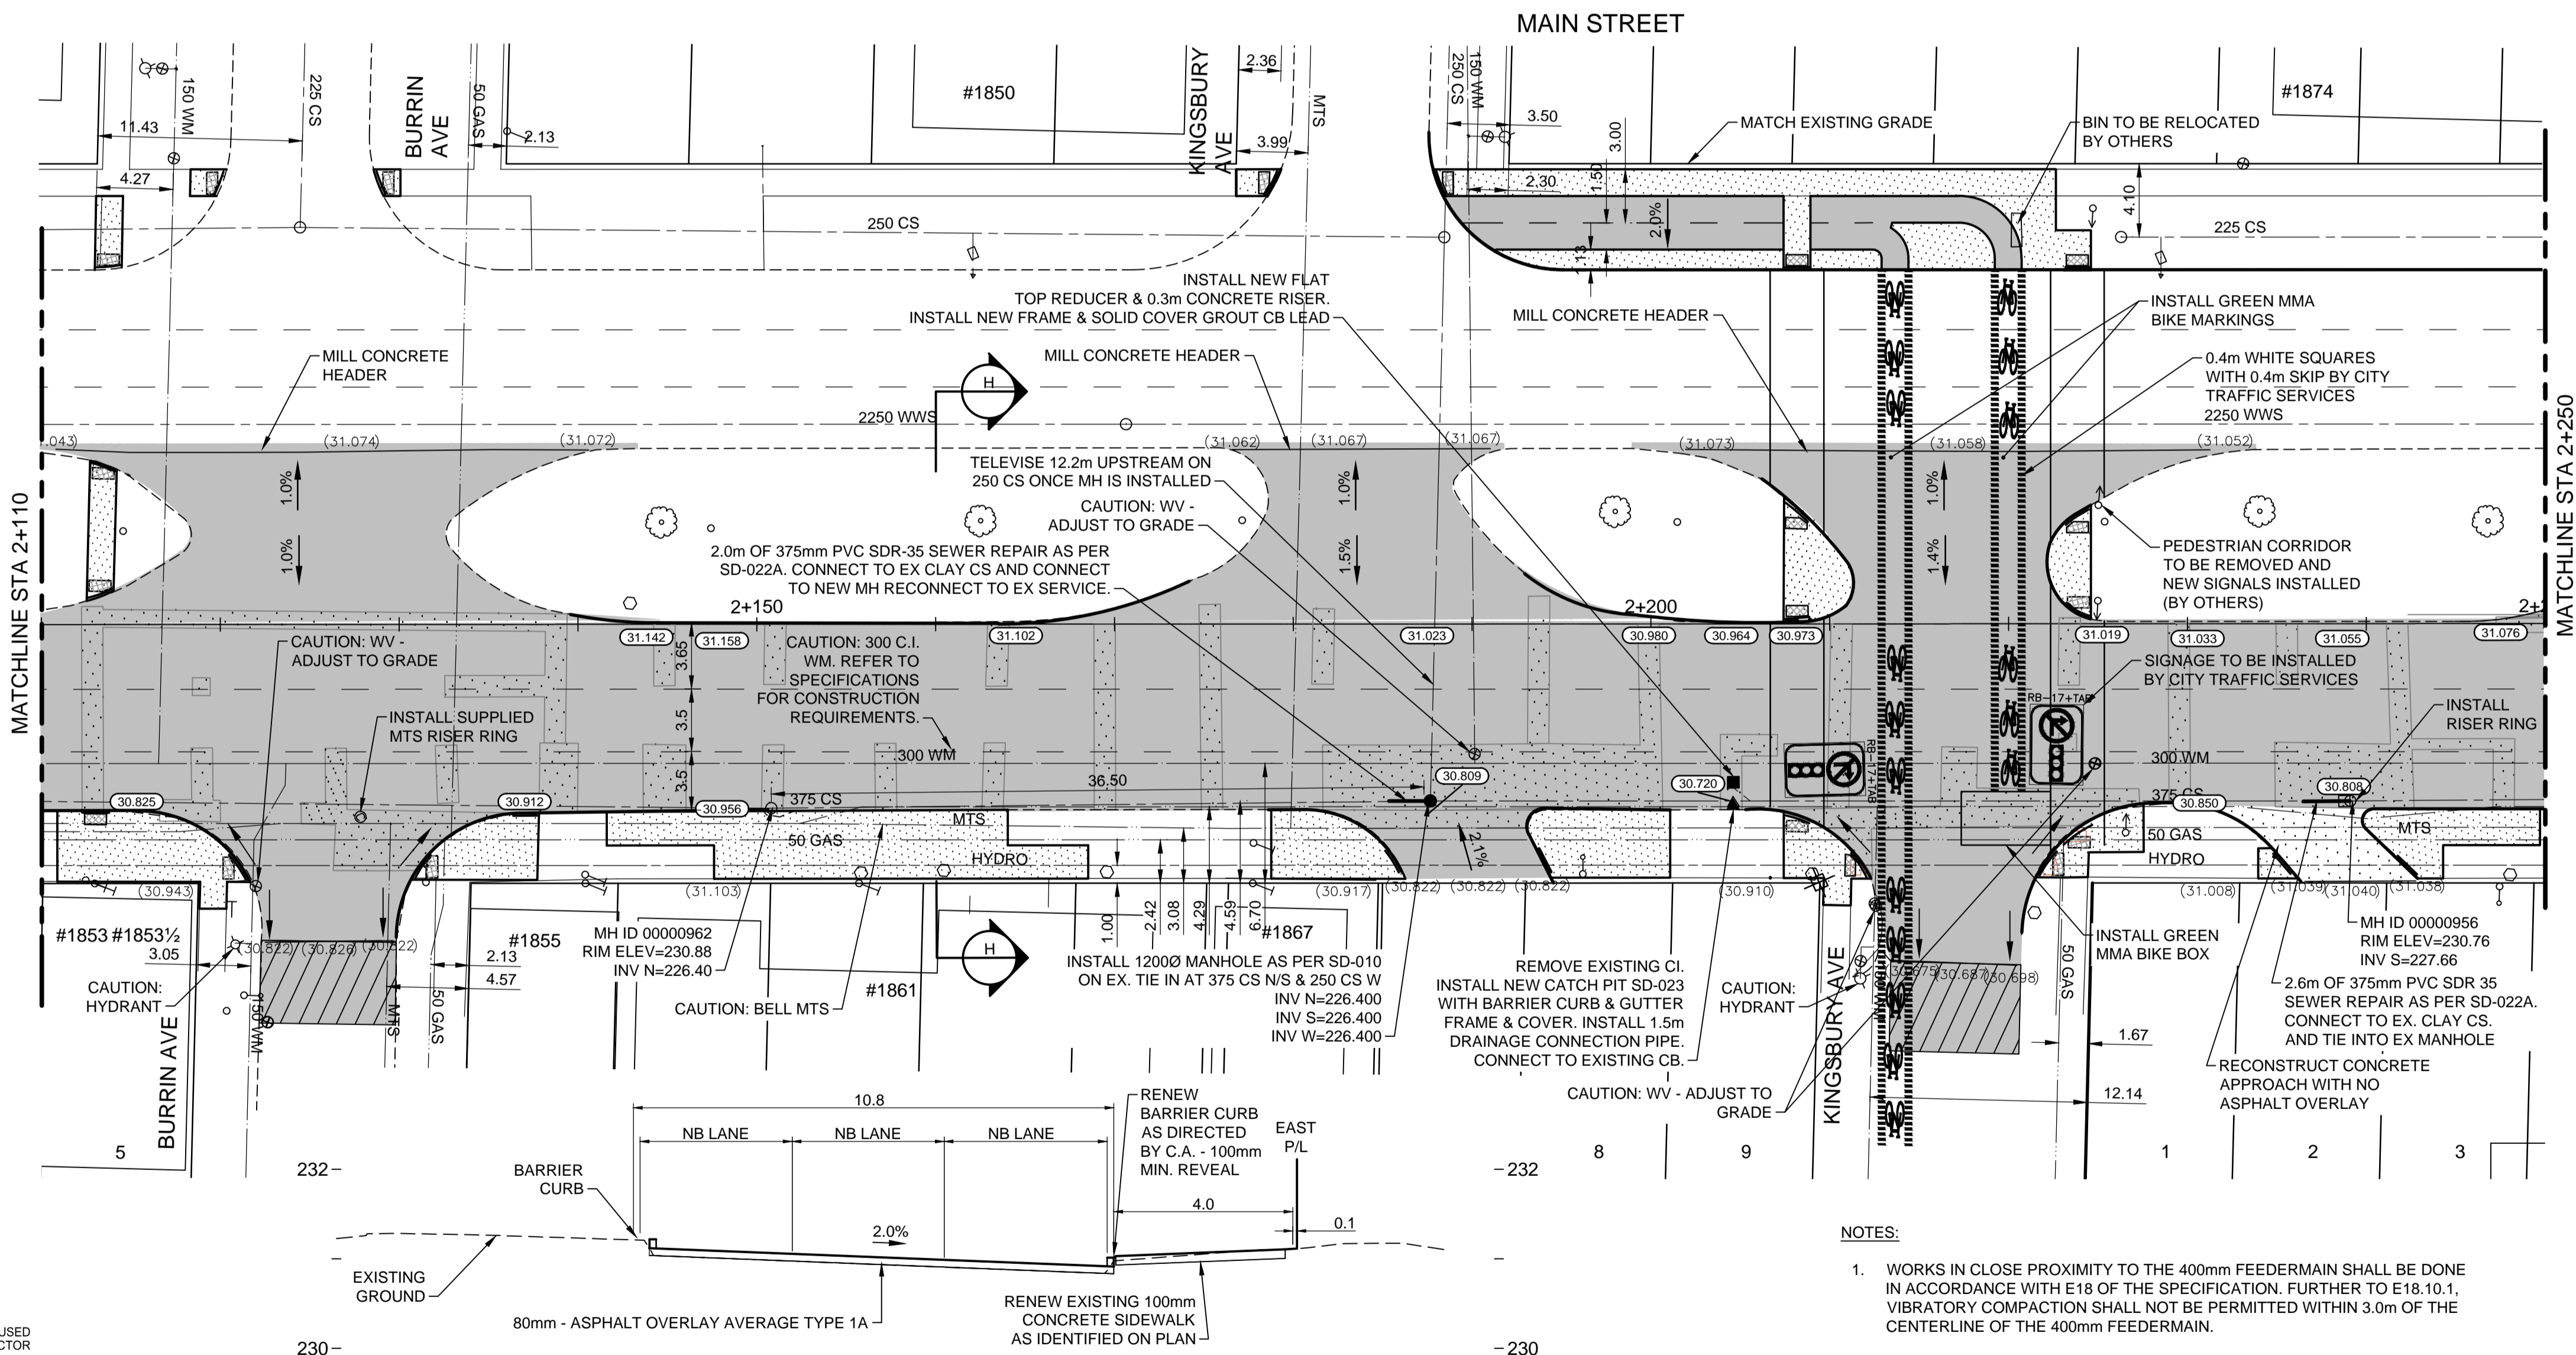 MAIN STREET
BURRIN
AVE
KINGSBURY
AVE
150 WM
225 CS
50 GAS
11.43
4.27
2.13
#1850
2.36
3.99
MTS
250 CS
150 WM
3.50
2.30
1.50
3.00
1.13
2.0%
MATCH EXISTING GRADE
BIN TO BE RELOCATED
BY OTHERS
#1874
4.10
225 CS
250 CS
MATCHLINE STA 2+110
MATCHLINE STA 2+250
INSTALL NEW FLAT
TOP REDUCER & 0.3m CONCRETE RISER.
INSTALL NEW FRAME & SOLID COVER GROUT CB LEAD
MILL CONCRETE HEADER
MILL CONCRETE HEADER
MILL CONCRETE
HEADER
INSTALL GREEN MMA
BIKE MARKINGS
0.4m WHITE SQUARES
WITH 0.4m SKIP BY CITY
TRAFFIC SERVICES
2250 WWS
H
2250 WWS
.043)
(31.074)
(31.072)
(31.062)
(31.067)
(31.067)
(31.073)
(31.058)
(31.052)
TELEVISE 12.2m UPSTREAM ON
250 CS ONCE MH IS INSTALLED
CAUTION: WV -
ADJUST TO GRADE
2.0m OF 375mm PVC SDR-35 SEWER REPAIR AS PER
SD-022A. CONNECT TO EX CLAY CS AND CONNECT
TO NEW MH RECONNECT TO EX SERVICE.
1.0%
1.0%
1.0%
1.5%
1.0%
1.4%
PEDESTRIAN CORRIDOR
TO BE REMOVED AND
NEW SIGNALS INSTALLED
(BY OTHERS)
2+150
2+200
31.142
31.158
31.102
31.023
30.980
30.964
30.973
31.019
31.033
31.055
31.076
CAUTION: WV -
ADJUST TO GRADE
3.65
3.5
3.5
CAUTION: 300 C.I.
WM. REFER TO
SPECIFICATIONS
FOR CONSTRUCTION
REQUIREMENTS.
INSTALL SUPPLIED
MTS RISER RING
SIGNAGE TO BE INSTALLED
BY CITY TRAFFIC SERVICES
RB-17+TAB
RB-17+TAB
INSTALL
RISER RING
300 WM
300 WM
36.50
30.825
30.912
30.956
375 CS
30.809
30.720
375 CS
30.850
30.808
MTS
50 GAS
HYDRO
2.1%
50 GAS
HYDRO
MTS
(30.943)
(31.103)
(30.917)
(30.822)
(30.822)
(30.822)
(30.910)
(31.008)
(31.039)
(31.040)
(31.038)
#1853 #1853½
3.05
(30.822)
(30.826)
(30.822)
#1855
2.13
4.57
MH ID 00000962
RIM ELEV=230.88
INV N=226.40
CAUTION: BELL MTS
#1861
H
1.00
2.42
3.08
4.29
4.59
6.70
#1867
INSTALL 1200Ø MANHOLE AS PER SD-010
ON EX. TIE IN AT 375 CS N/S & 250 CS W
INV N=226.400
INV S=226.400
INV W=226.400
REMOVE EXISTING CI.
INSTALL NEW CATCH PIT SD-023
WITH BARRIER CURB & GUTTER
FRAME & COVER. INSTALL 1.5m
DRAINAGE CONNECTION PIPE.
CONNECT TO EXISTING CB.
CAUTION:
HYDRANT
CAUTION: WV - ADJUST TO
GRADE
KINGSBURY AVE
(30.687)
(30.698)
50 GAS
INSTALL GREEN
MMA BIKE BOX
MH ID 00000956
RIM ELEV=230.76
INV S=227.66
2.6m OF 375mm PVC SDR 35
SEWER REPAIR AS PER SD-022A.
CONNECT TO EX. CLAY CS.
AND TIE INTO EX MANHOLE
1.67
RECONSTRUCT CONCRETE
APPROACH WITH NO
ASPHALT OVERLAY
12.14
CAUTION:
HYDRANT
BURRIN AVE
150 WM
MTS
50 GAS
5
8
9
1
2
3
232
232
10.8
NB LANE
NB LANE
NB LANE
BARRIER
CURB
RENEW
BARRIER CURB
AS DIRECTED
BY C.A. - 100mm
MIN. REVEAL
EAST
P/L
4.0
0.1
2.0%
EXISTING
GROUND
80mm - ASPHALT OVERLAY AVERAGE TYPE 1A
RENEW EXISTING 100mm
CONCRETE SIDEWALK
AS IDENTIFIED ON PLAN
230
230
NOTES:
1. WORKS IN CLOSE PROXIMITY TO THE 400mm FEEDERMAIN SHALL BE DONE
IN ACCORDANCE WITH E18 OF THE SPECIFICATION. FURTHER TO E18.10.1,
VIBRATORY COMPACTION SHALL NOT BE PERMITTED WITHIN 3.0m OF THE
CENTERLINE OF THE 400mm FEEDERMAIN.
USED
CTOR